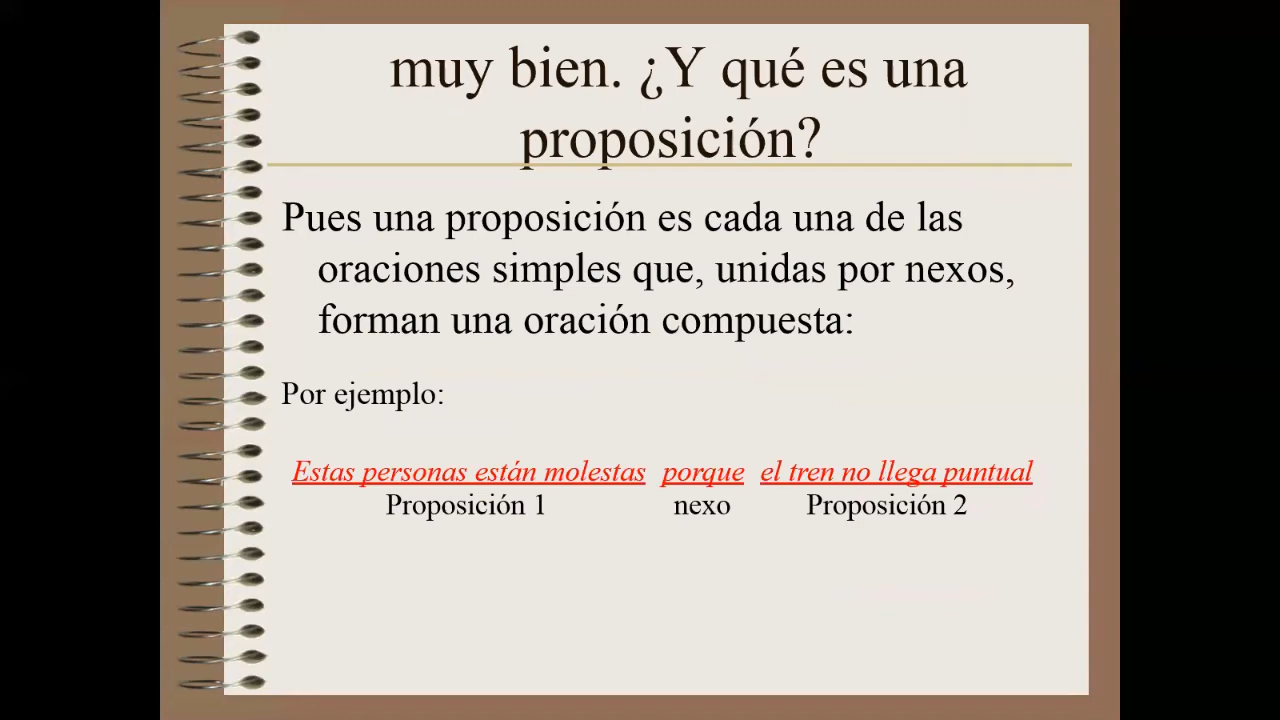 muy bien. ¿Y qué es una
proposición?
Pues una proposición es cada una de las
oraciones simples que, unidas por nexos,
forman una oración compuesta:
Por ejemplo:
Estas personas están molestas porque el tren no llega puntual
Proposición 1 nexo Proposición 2